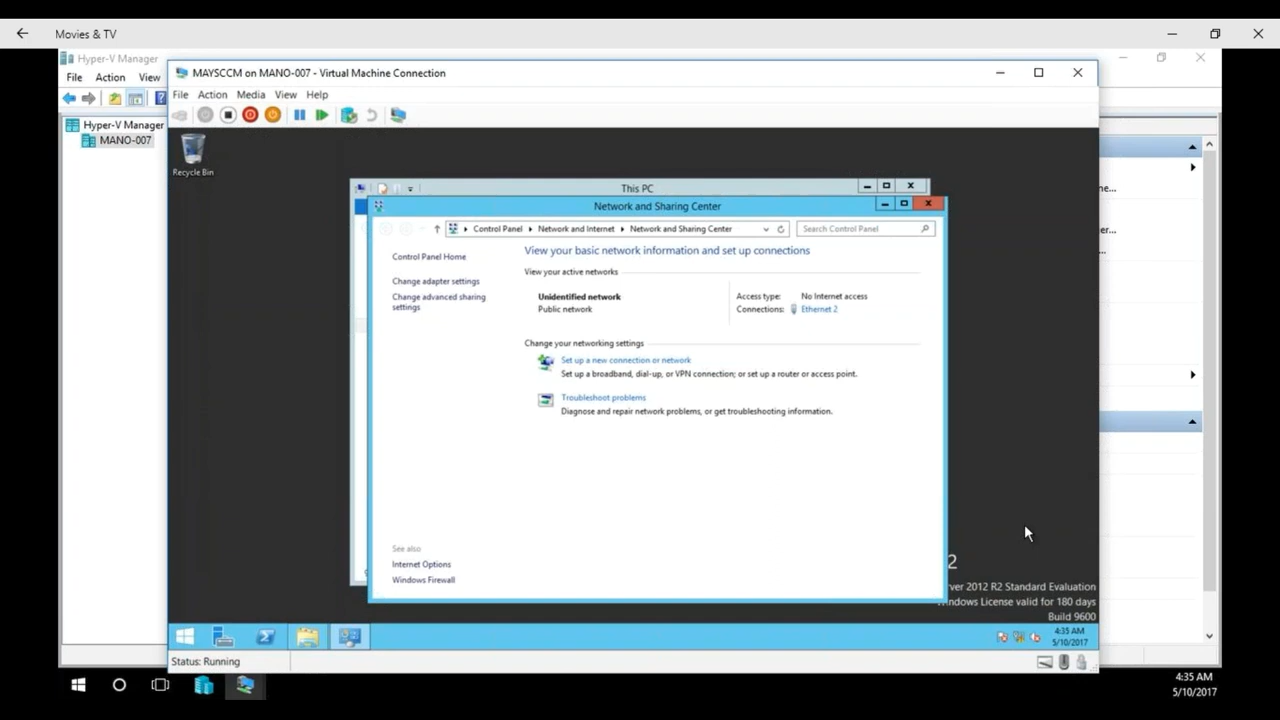 Movies & TV
Hyper-V Manager
File Action View
MAYSCCM on MANO-007 - Virtual Machine Connection
File Action Media View Help
Hyper-V Manager
MANO-007
Recycle Bin
This PC
Network and Sharing Center
Control Panel Network and Internet Network and Sharing Center
Search Control Panel
Control Panel Home
Change adapter settings
Change advanced sharing
settings
View your basic network information and set up connections
View your active networks
Unidentified network
Public network
Access type: No Internet access
Connections: Ethernet 2
Change your networking settings
Set up a new connection or network
Set up a broadband, dial-up, or VPN connection; or set up a router or access point.
Troubleshoot problems
Diagnose and repair network problems, or get troubleshooting information.
See also
Internet Options
Windows Firewall
ne...
er...
...
2
ver 2012 R2 Standard Evaluation
Windows License valid for 180 days
Build 9600
4:35 AM
5/10/2017
Status: Running
4:35 AM
5/10/2017